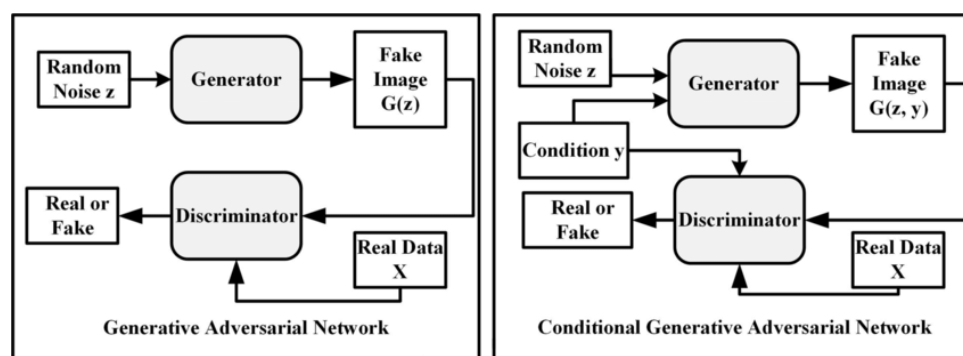 Random
Noise z
Generator
Fake
Image
G(z)
Real or
Fake
Discriminator
Real Data
X
Generative Adversarial Network
Random
Noise z
Generator
Fake
Image
G(z, y)
Condition y
Real or
Fake
Discriminator
Real Data
X
Conditional Generative Adversarial Network